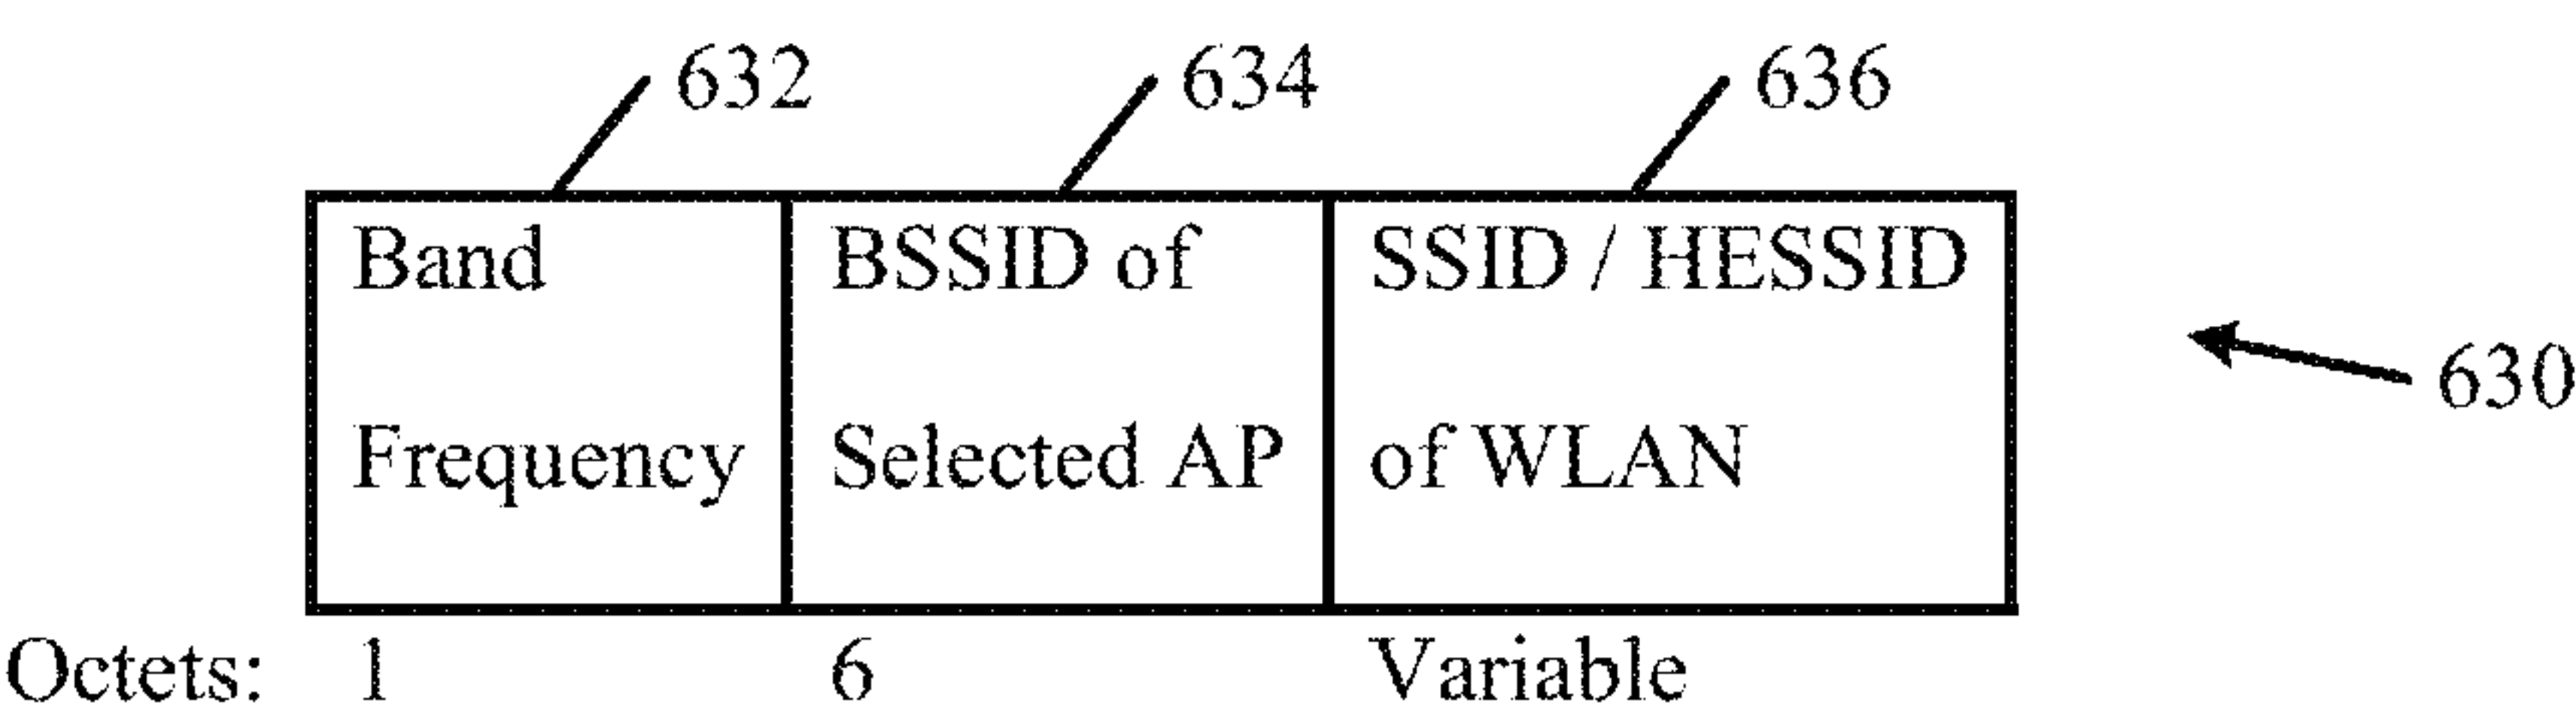 632 634 636
Band BSSID of SSID / HESSID
630
Frequency Selected AP of WLAN
Octets: 1 6 Variable